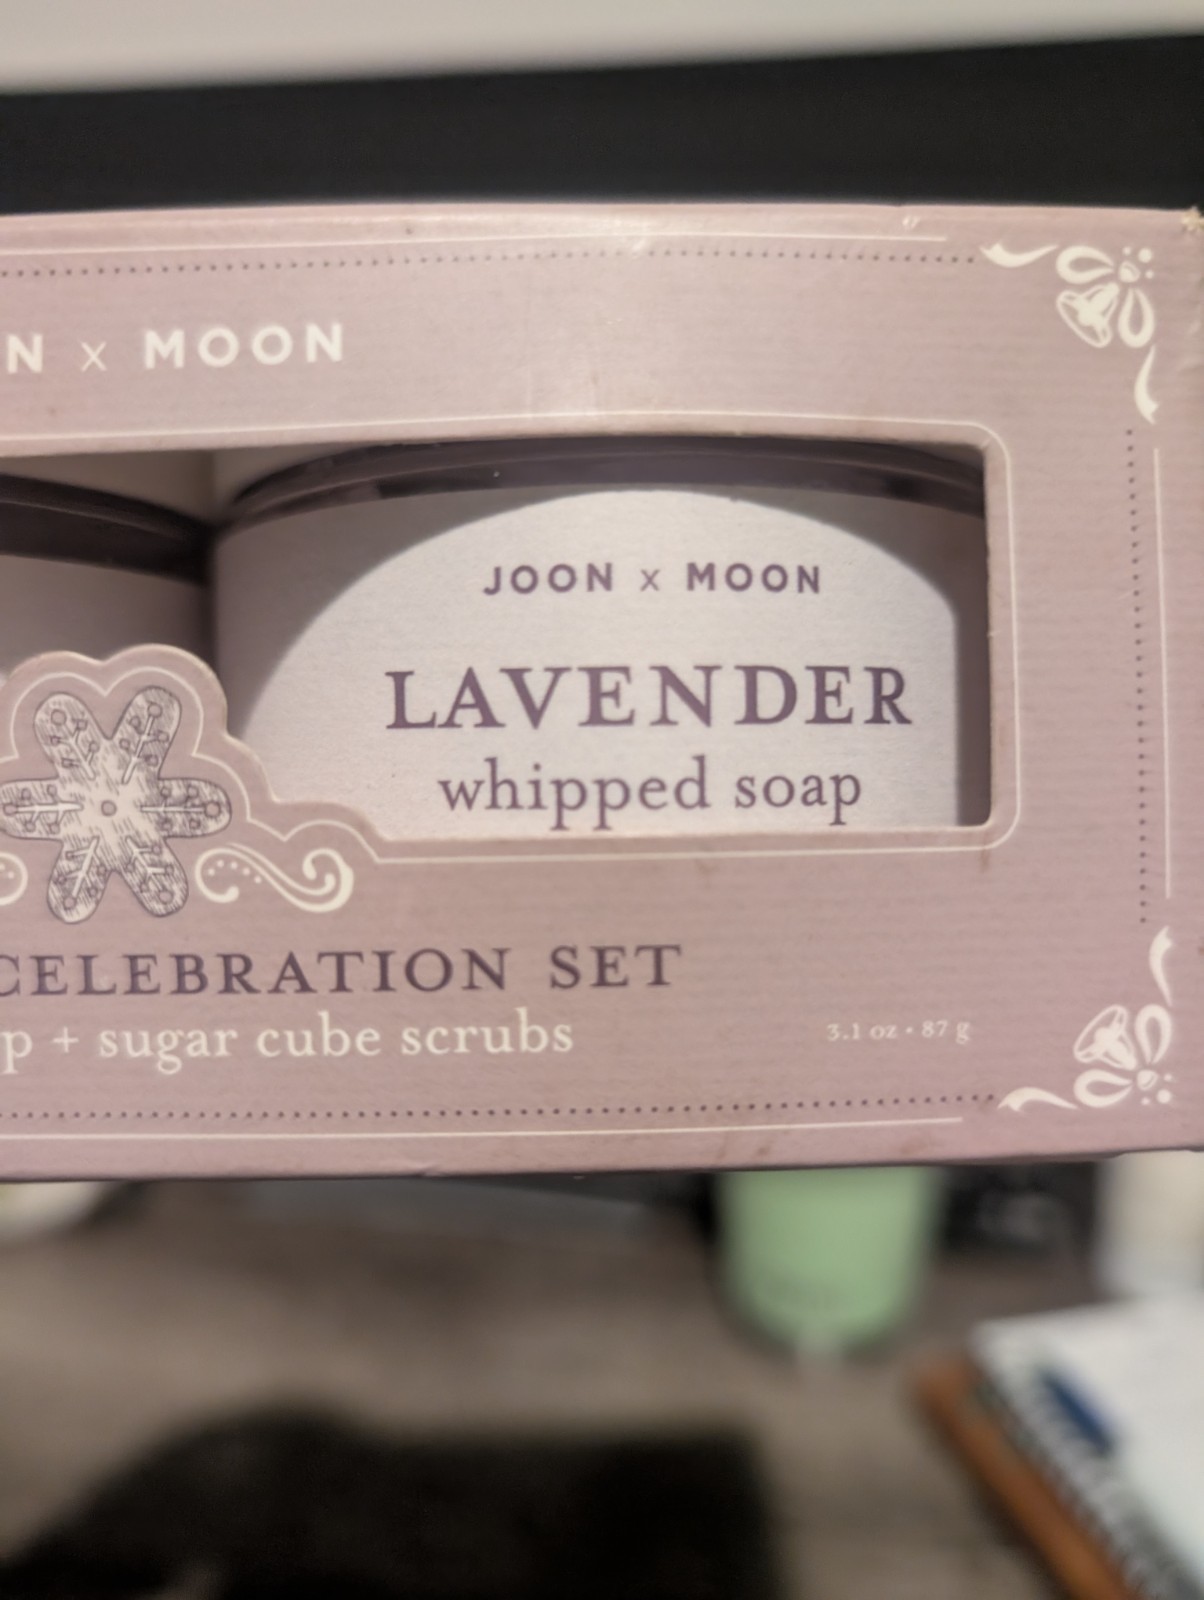 N x MOON
JOON x MOON
LAVENDER
whipped soap
CELEBRATION SET
p + sugar cube scrubs
3.1 oz • 87 g